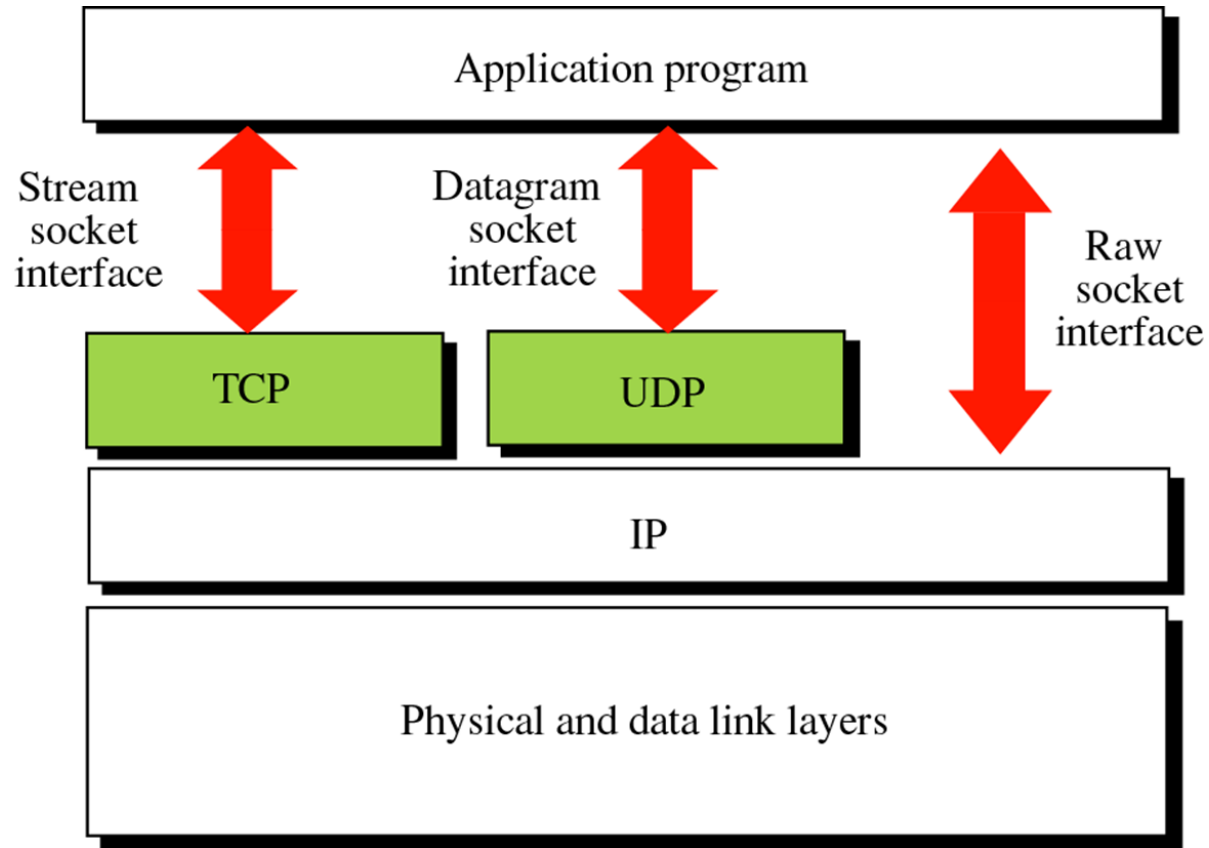 Application program
Stream
socket
interface
Datagram
socket
interface
Raw
socket
interface
TCP
UDP
IP
Physical and data link layers